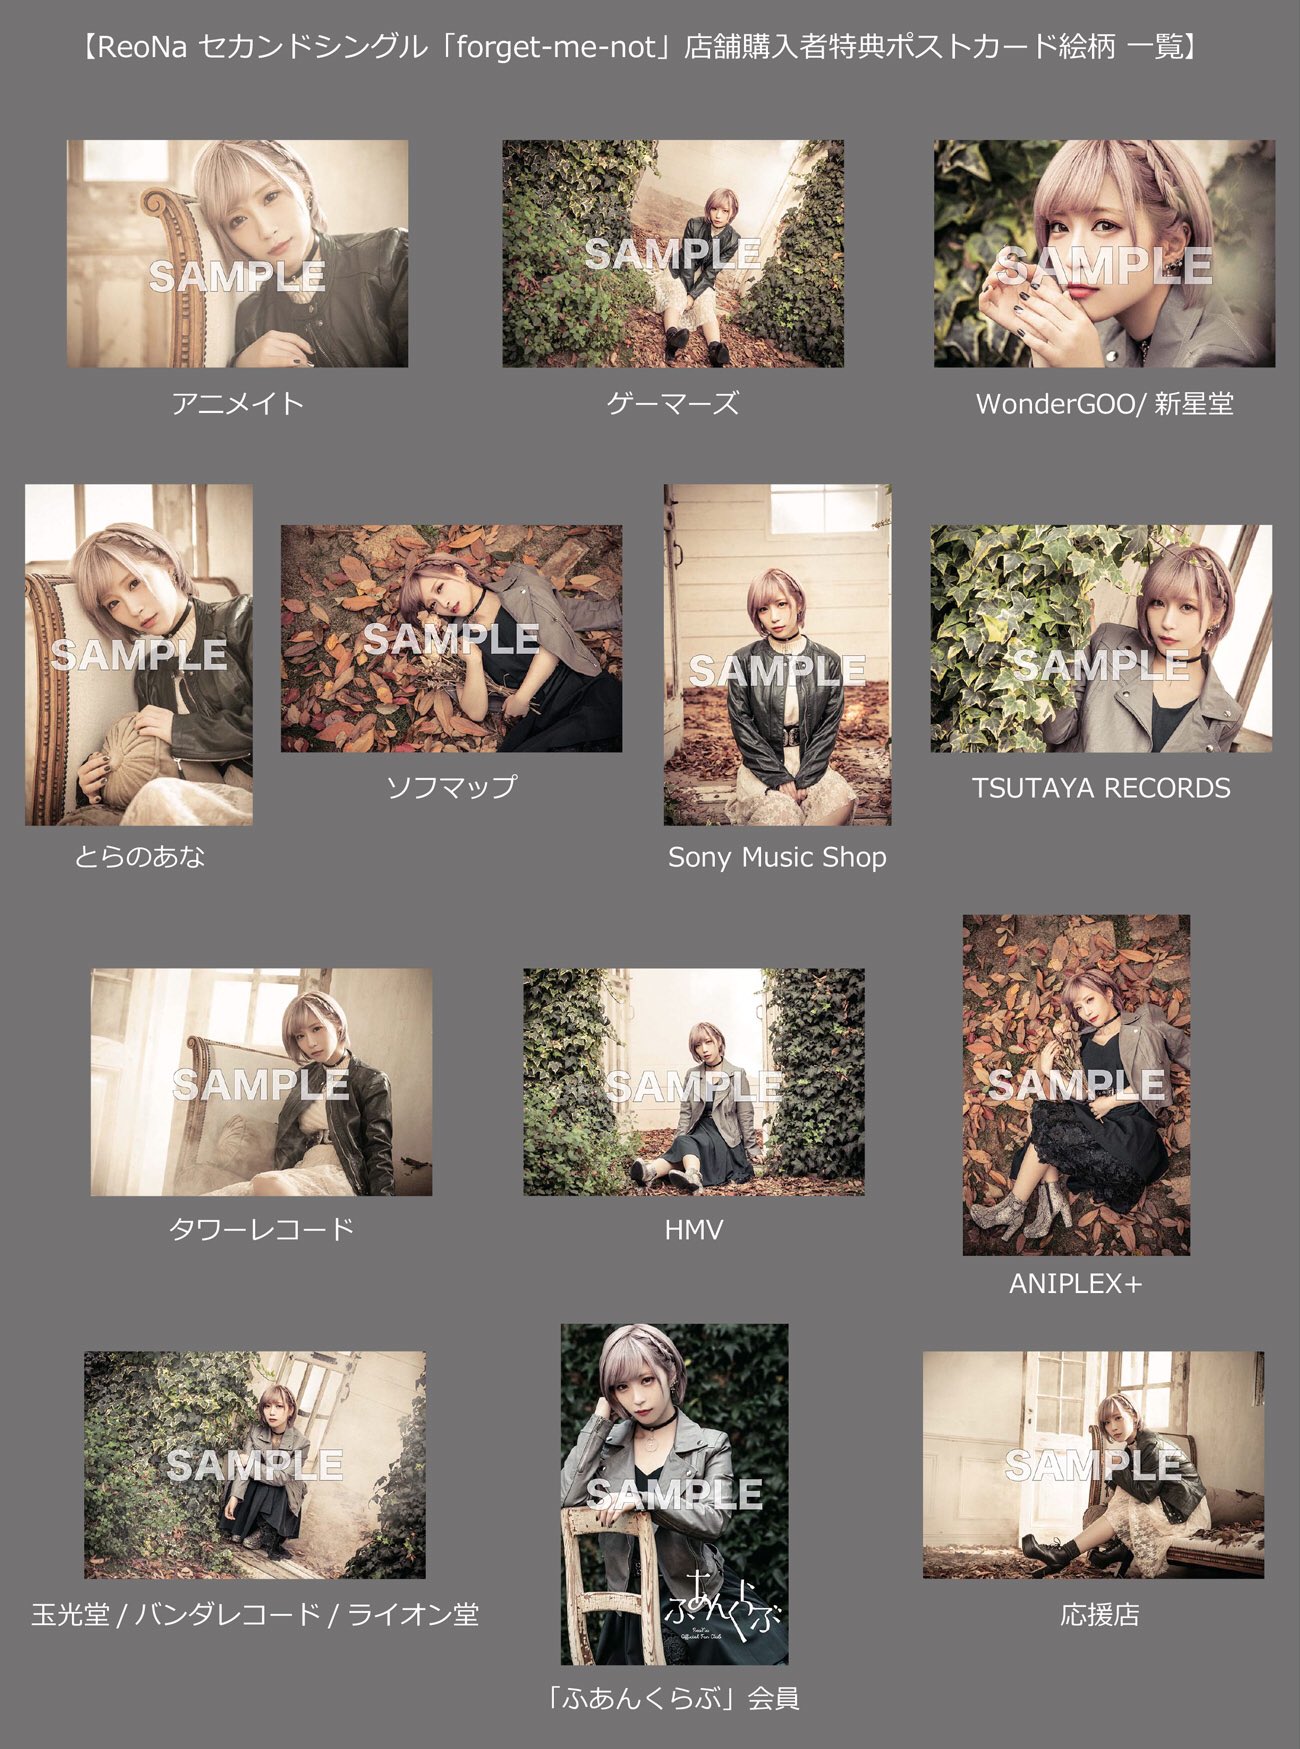 【ReoNa セカンドシングル「forget-me-not」店舗購入者特典ポストカード絵柄 一覧】
SAMPLE
SAMPLE
SAMPLE
アニメイト
ゲーマーズ
WonderGOO/ 新星堂
SAMPLE
SAMPLE
SAMPLE
SAMPLE
ソフマップ
TSUTAYA RECORDS
とらのあな
Sony Music Shop
SAMPLE
SAMPLE
SAMPLE
タワーレコード
HMV
ANIPLEX+
SAMPLE
SAMPLE
SAMPLE
ふあんくらぶ
ReoNa
Official Fan Club
玉光堂 / バンダレコード / ライオン堂
応援店
「ふあんくらぶ」会員